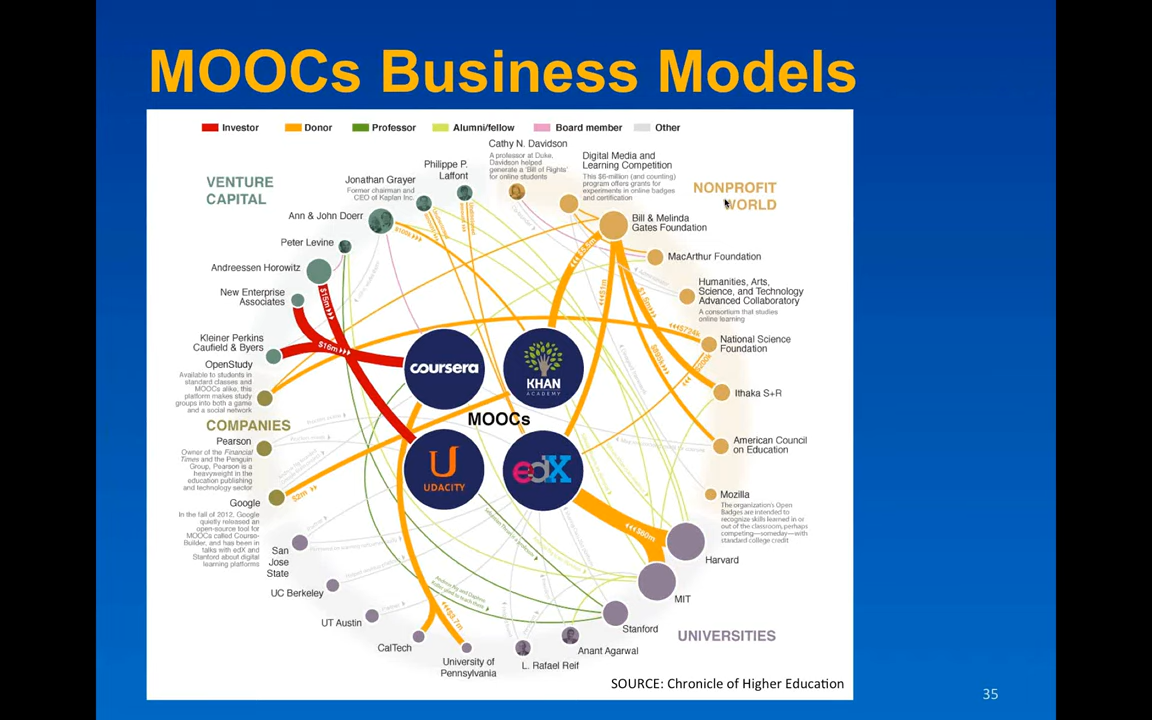 MOOCs Business Models
Investor
Donor
Professor
Alumni/fellow
Board member
Other
VENTURE
CAPITAL
NONPROFIT
WORLD
Cathy N. Davidson
A professor at Duke,
Davidson helped
generate a 'Bill of Rights'
for online students
Digital Media and
Learning Competition
This $6-million (and counting)
program offers grants for
experiments in online badges
and certification
Philippe P.
Laffont
Jonathan Grayer
Former chairman and
CEO of Kaplan Inc.
Ann & John Doerr
Peter Levine
Andreessen Horowitz
New Enterprise
Associates
Kleiner Perkins
Caufield & Byers
OpenStudy
Available to students in
standard classes and
MOOCs alike, this
platform makes study
groups into both a game
and a social network
COMPANIES
Pearson
Owner of the Financial
Times and the Penguin
Group, Pearson is a
heavyweight in the
education publishing
and technology sector
Google
In the fall of 2012, Google
quietly released an
open-source tool for
MOOCs called Course-
Builder, and has been in
talks with edX and
Stanford about digital
learning platforms
Bill & Melinda
Gates Foundation
MacArthur Foundation
Humanities, Arts,
Science, and Technology
Advanced Collaboratory
A consortium that studies
online learning
National Science
Foundation
Ithaka S+R
American Council
on Education
Mozilla
The organization's Open
Badges are intended to
recognize skills learned in or
out of the classroom, perhaps
competing—someday—with
standard college credit
$15m
$16m
$2m
$60m
$3.7m
$724k
coursera
KHAN
ACADEMY
MOOCs
UDACITY
edX
San
Jose
State
UC Berkeley
UT Austin
CalTech
University of
Pennsylvania
L. Rafael Reif
Anant Agarwal
Stanford
MIT
Harvard
UNIVERSITIES
SOURCE: Chronicle of Higher Education
35